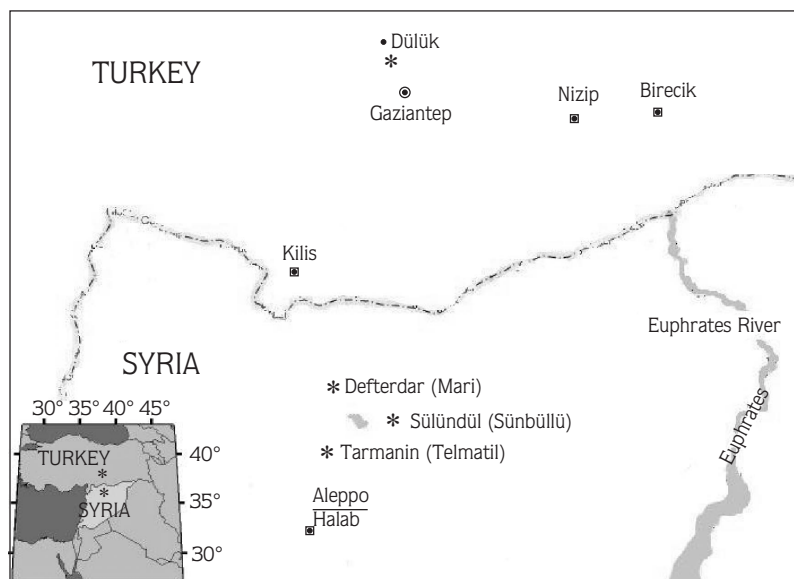 Dülük
TURKEY
Gaziantep
Nizip
Birecik
Kilis
Euphrates River
SYRIA
Defterdar (Mari)
Sülündül (Sünbüllü)
Tarmanin (Telmatil)
Euphrates
Aleppo
Halab
30° 35° 40° 45°
40°
TURKEY
35°
SYRIA
30°